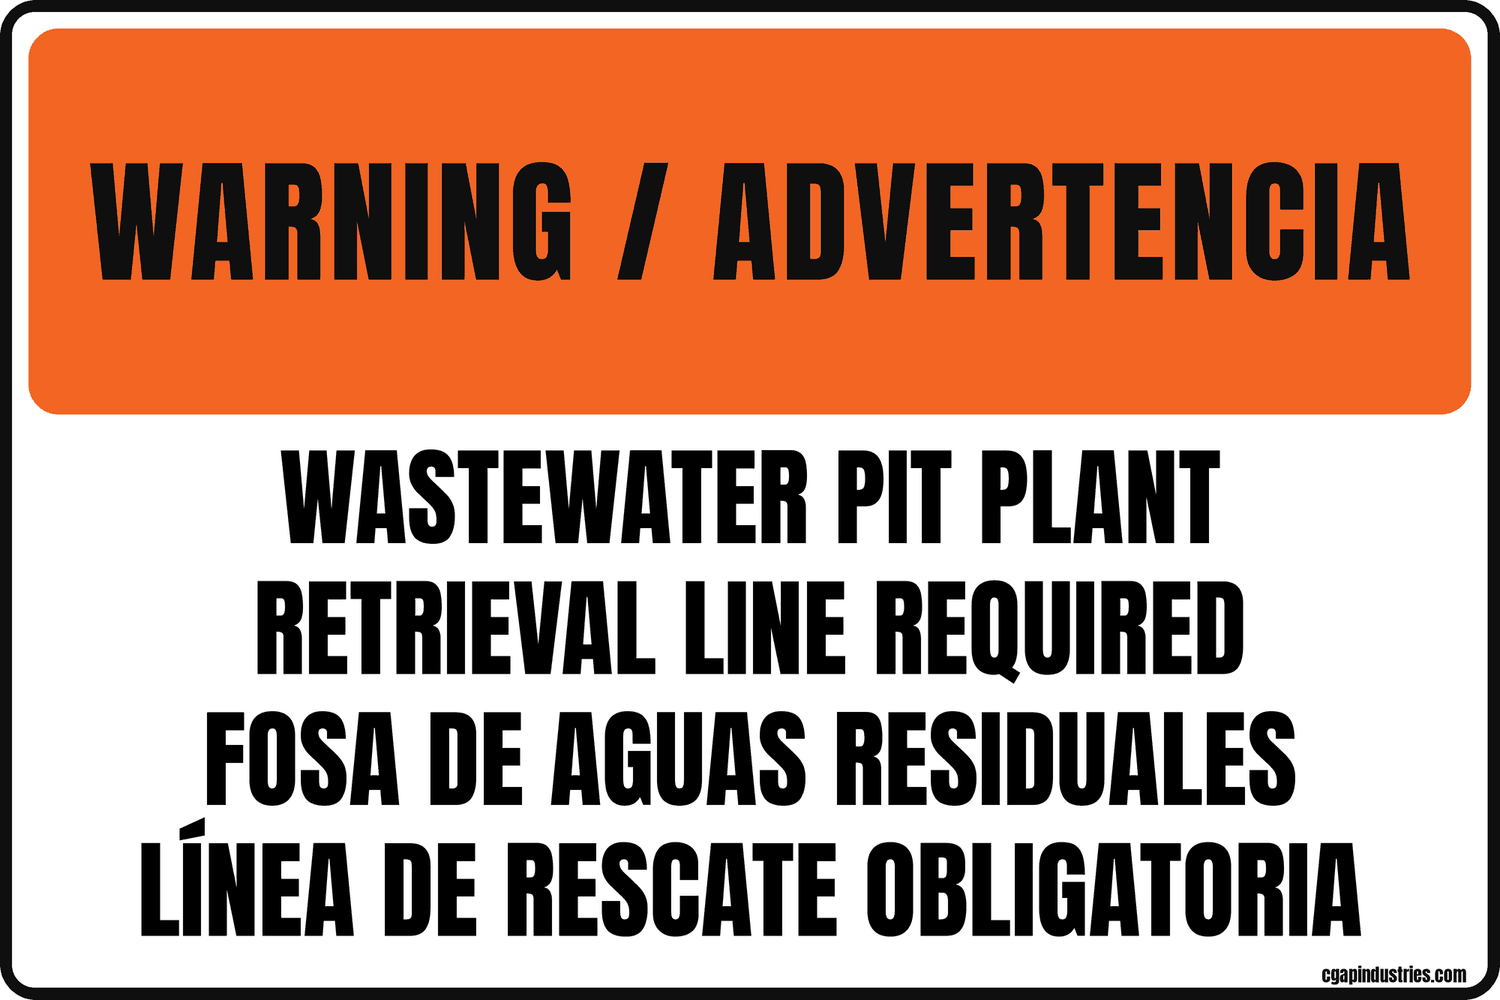 WARNING / ADVERTENCIA
WASTEWATER PIT PLANT
RETRIEVAL LINE REQUIRED
FOSA DE AGUAS RESIDUALES
LÍNEA DE RESCATE OBLIGATORIA
cgapindustries.com